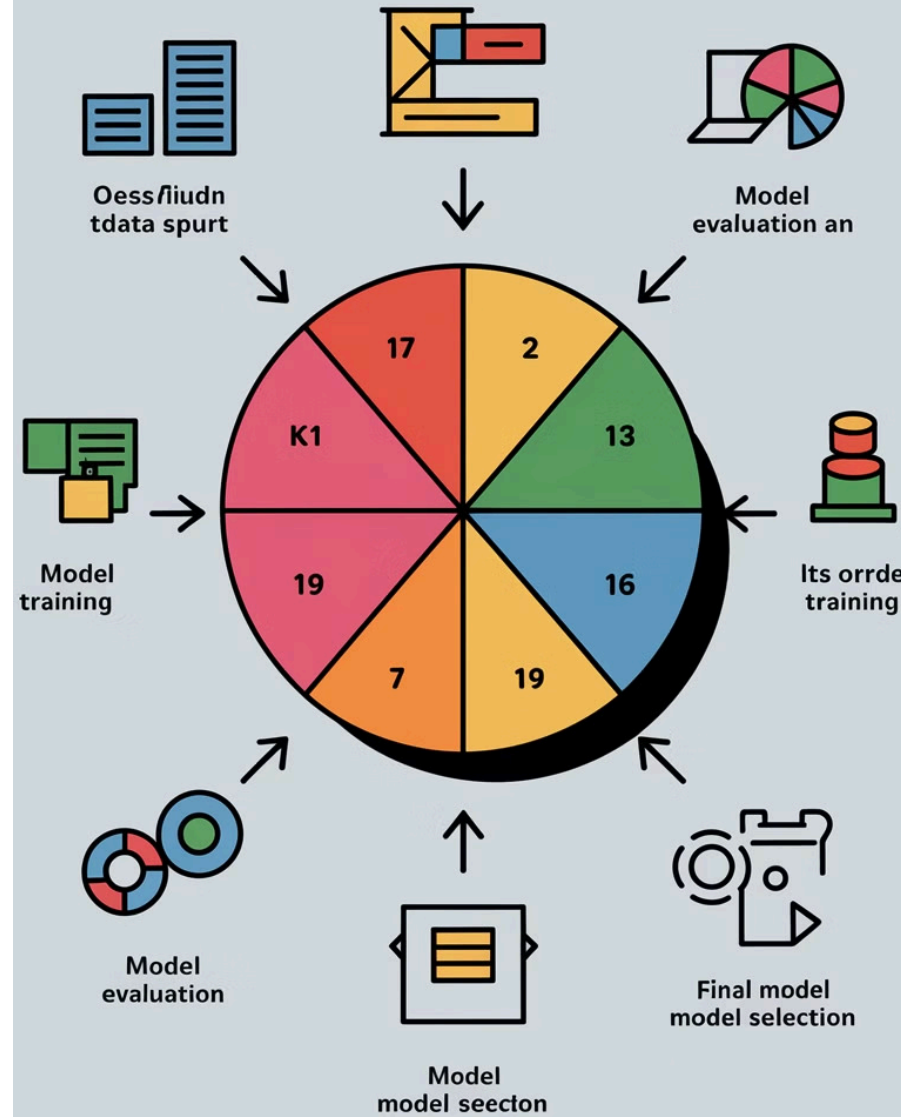 Oess/liudn
tdata spurt
Model
evaluation an
17
2
K1
13
Model
training
Its orrde
training
19
16
7
19
Model
evaluation
Final model
model selection
Model
model seecton